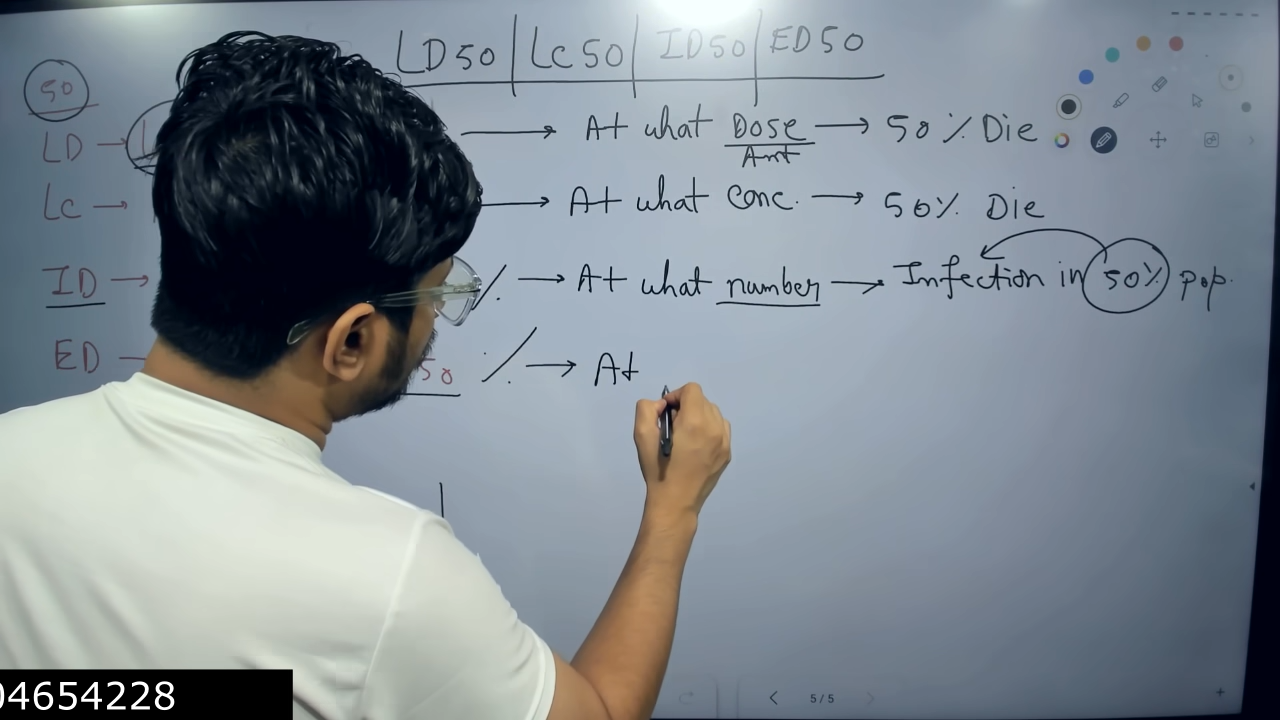 LD50 | Lc50 | ID50 | ED50
50
LD → → At what Dose → 50 % Die
Amt
Lc → → At what conc. → 50% Die
ID → % → At what number → Infection in 50% pop.
ED — 50 % → At
5/5
04654228